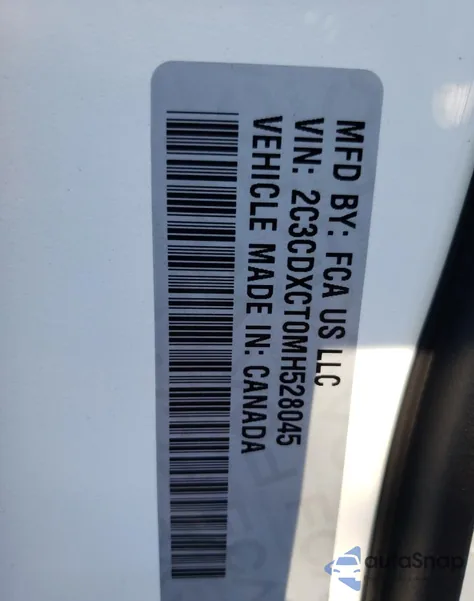 MFD BY: FCA US LLC
VIN: 2C3CDXCT0MH528045
VEHICLE MADE IN: CANADA
autoSnap